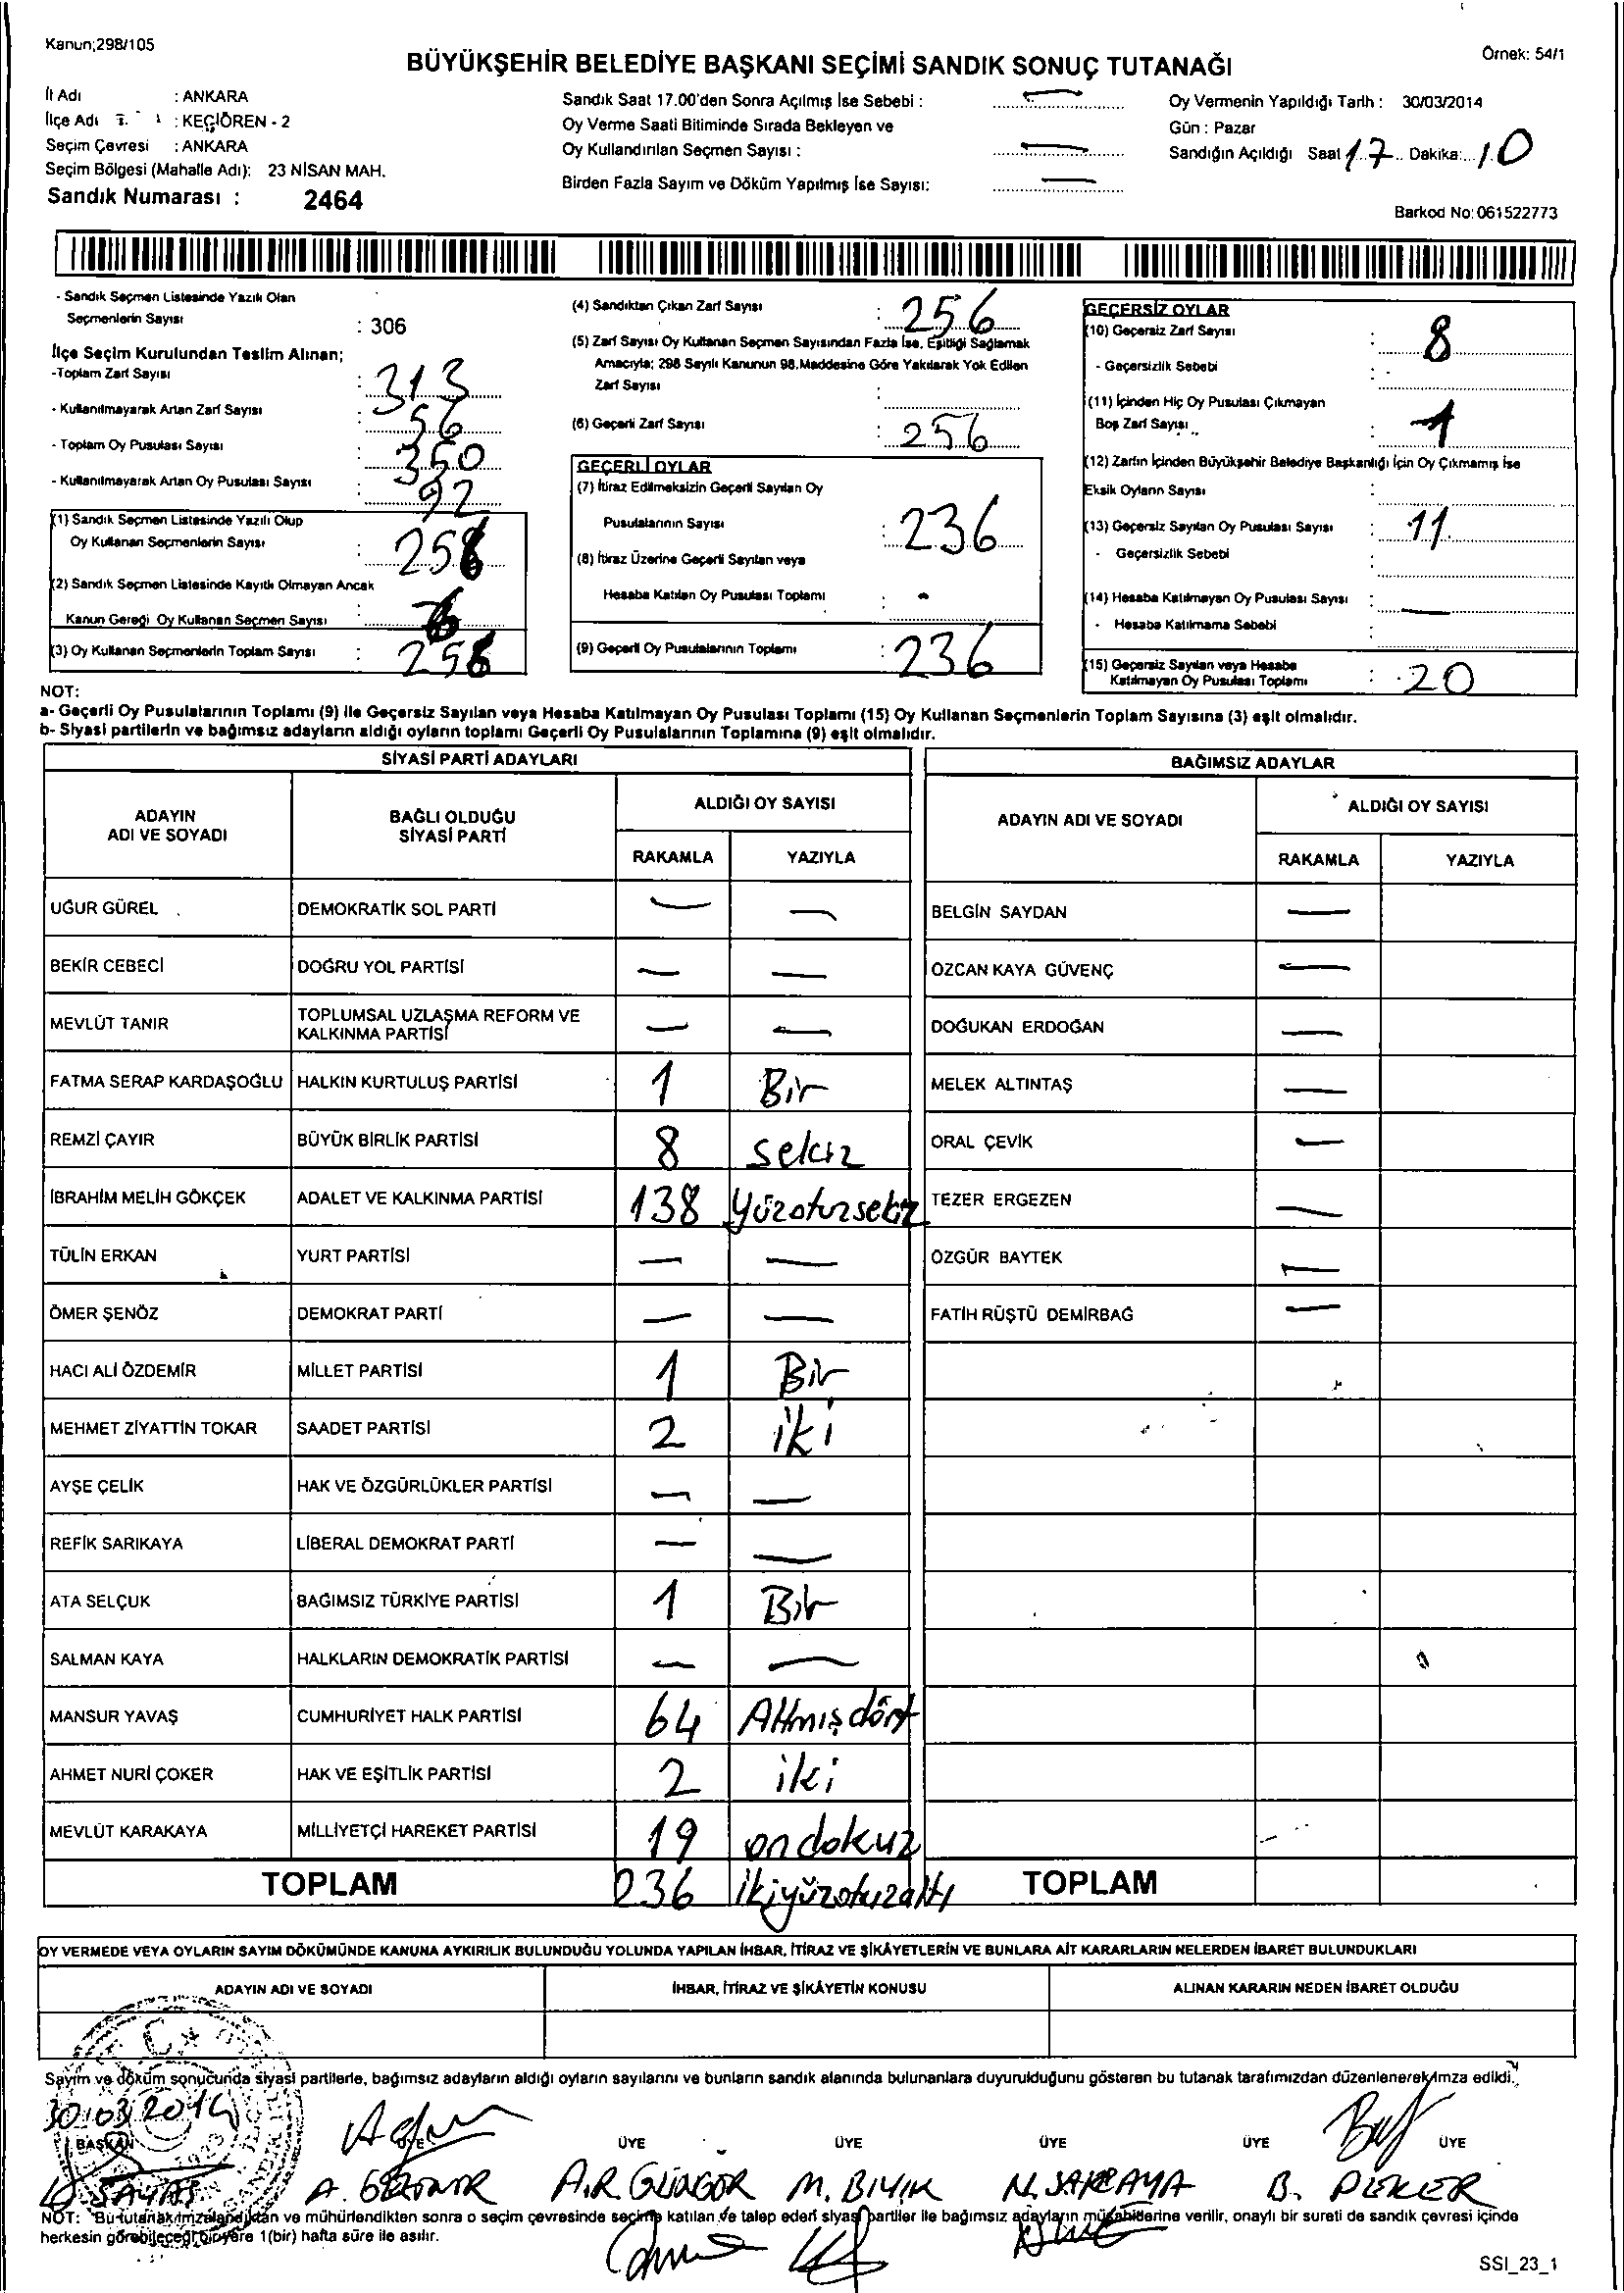 Kanun;298/105
Örnek: 54/1
BÜYÜKŞEHİR BELEDİYE BAŞKANI SEÇİMİ SANDIK SONUÇ TUTANAĞI
İl Adı : ANKARA
İlçe Adı : KEÇİÖREN - 2
Seçim Çevresi : ANKARA
Seçim Bölgesi (Mahalle Adı): 23 NİSAN MAH.
Sandık Numarası : 2464
Sandık Saat 17.00'den Sonra Açılmış İse Sebebi :
Oy Verme Saati Bitiminde Sırada Bekleyen ve
Oy Kullandırılan Seçmen Sayısı :
Birden Fazla Sayım ve Döküm Yapılmış İse Sayısı:
Oy Vermenin Yapıldığı Tarih : 30/03/2014
Gün : Pazar
Sandığın Açıldığı Saat 17 Dakika: 10
Barkod No: 061522773
- Sandık Seçmen Listesinde Yazılı Olan
Seçmenlerin Sayısı : 306
İlçe Seçim Kurulundan Teslim Alınan;
-Toplam Zarf Sayısı : 313
- Kullanılmayarak Artan Zarf Sayısı : 56
- Toplam Oy Pusulası Sayısı : 350
- Kullanılmayarak Artan Oy Pusulası Sayısı : 92
(1) Sandık Seçmen Listesinde Yazılı Olup
Oy Kullanan Seçmenlerin Sayısı :
(2) Sandık Seçmen Listesinde Kayıtlı Olmayan Ancak
Kanun Gereği Oy Kullanan Seçmen Sayısı :
(3) Oy Kullanan Seçmenlerin Toplam Sayısı : 256
(4) Sandıktan Çıkan Zarf Sayısı : 256
(5) Zarf Sayısı Oy Kullanan Seçmen Sayısından Fazla İse, Eşitliği Sağlamak
Amacıyla; 298 Sayılı Kanunun 98.Maddesine Göre Yakılarak Yok Edilen
Zarf Sayısı :
(6) Geçerli Zarf Sayısı : 256
GEÇERLİ OYLAR
(7) İtiraz Edilmeksizin Geçerli Sayılan Oy
Pusulalarının Sayısı : 236
(8) İtiraz Üzerine Geçerli Sayılan veya
Hesaba Katılan Oy Pusulası Toplamı : -
(9) Geçerli Oy Pusulalarının Toplamı : 236
GEÇERSİZ OYLAR
(10) Geçersiz Zarf Sayısı : 8
- Geçersizlik Sebebi :
(11) İçinden Hiç Oy Pusulası Çıkmayan
Boş Zarf Sayısı : 1
(12) Zarfın İçinden Büyükşehir Belediye Başkanlığı İçin Oy Çıkmamış İse
Eksik Oyların Sayısı :
(13) Geçersiz Sayılan Oy Pusulası Sayısı : 11
- Geçersizlik Sebebi
(14) Hesaba Katılmayan Oy Pusulası Sayısı : —
- Hesaba Katılmama Sebebi :
(15) Geçersiz Sayılan veya Hesaba
Katılmayan Oy Pusulası Toplamı : 20
NOT:
a- Geçerli Oy Pusulalarının Toplamı (9) ile Geçersiz Sayılan veya Hesaba Katılmayan Oy Pusulası Toplamı (15) Oy Kullanan Seçmenlerin Toplam Sayısına (3) eşit olmalıdır.
b- Siyasi partilerin ve bağımsız adayların aldığı oyların toplamı Geçerli Oy Pusulalarının Toplamına (9) eşit olmalıdır.
SİYASİ PARTİ ADAYLARI
BAĞIMSIZ ADAYLAR
ADAYIN ADI VE SOYADI
BAĞLI OLDUĞU SİYASİ PARTİ
ALDIĞI OY SAYISI
RAKAMLA YAZIYLA
ADAYIN ADI VE SOYADI
ALDIĞI OY SAYISI
RAKAMLA YAZIYLA
UĞUR GÜREL DEMOKRATİK SOL PARTİ — — BELGİN SAYDAN —
BEKİR CEBECİ DOĞRU YOL PARTİSİ — — ÖZCAN KAYA GÜVENÇ —
MEVLÜT TANIR TOPLUMSAL UZLAŞMA REFORM VE KALKINMA PARTİSİ — — DOĞUKAN ERDOĞAN —
FATMA SERAP KARDAŞOĞLU HALKIN KURTULUŞ PARTİSİ 1 Bir MELEK ALTINTAŞ —
REMZİ ÇAYIR BÜYÜK BİRLİK PARTİSİ 8 sekiz ORAL ÇEVİK —
İBRAHİM MELİH GÖKÇEK ADALET VE KALKINMA PARTİSİ 138 Yüzotuzsekiz TEZER ERGEZEN —
TÜLİN ERKAN YURT PARTİSİ — — ÖZGÜR BAYTEK —
ÖMER ŞENÖZ DEMOKRAT PARTİ — — FATİH RÜŞTÜ DEMİRBAĞ —
HACI ALİ ÖZDEMİR MİLLET PARTİSİ 1 Bir
MEHMET ZİYATTİN TOKAR SAADET PARTİSİ 2 iki
AYŞE ÇELİK HAK VE ÖZGÜRLÜKLER PARTİSİ — —
REFİK SARIKAYA LİBERAL DEMOKRAT PARTİ — —
ATA SELÇUK BAĞIMSIZ TÜRKİYE PARTİSİ 1 Bir
SALMAN KAYA HALKLARIN DEMOKRATİK PARTİSİ — —
MANSUR YAVAŞ CUMHURİYET HALK PARTİSİ 64 Altmışdört
AHMET NURİ ÇOKER HAK VE EŞİTLİK PARTİSİ 2 iki
MEVLÜT KARAKAYA MİLLİYETÇİ HAREKET PARTİSİ 19 ondokuz
TOPLAM 236 ikiyüzotuzaltı TOPLAM
OY VERMEDE VEYA OYLARIN SAYIM DÖKÜMÜNDE KANUNA AYKIRILIK BULUNDUĞU YOLUNDA YAPILAN İHBAR, İTİRAZ VE ŞİKÂYETLERİN VE BUNLARA AİT KARARLARIN NELERDEN İBARET BULUNDUKLARI
ADAYIN ADI VE SOYADI İHBAR, İTİRAZ VE ŞİKÂYETİN KONUSU ALINAN KARARIN NEDEN İBARET OLDUĞU
Sayım ve döküm sonucunda siyasi partilerle, bağımsız adayların aldığı oyların sayılarını ve bunların sandık alanında bulunanlara duyurulduğunu gösteren bu tutanak tarafımızdan düzenlenerek imza edildi.
30.03.2014
BAŞKAN ÜYE ÜYE ÜYE ÜYE ÜYE ÜYE
A.R. GÜNGÖR M. BIYIK
NOT: Bu tutanak imzalandıktan ve mühürlendikten sonra o seçim çevresinde seçime katılan ve talep eden siyasi partiler ile bağımsız adayların müşahitlerine verilir, onaylı bir sureti de sandık çevresi içinde
herkesin görebileceği bir yere 1(bir) hafta süre ile asılır.
SSI_23_1